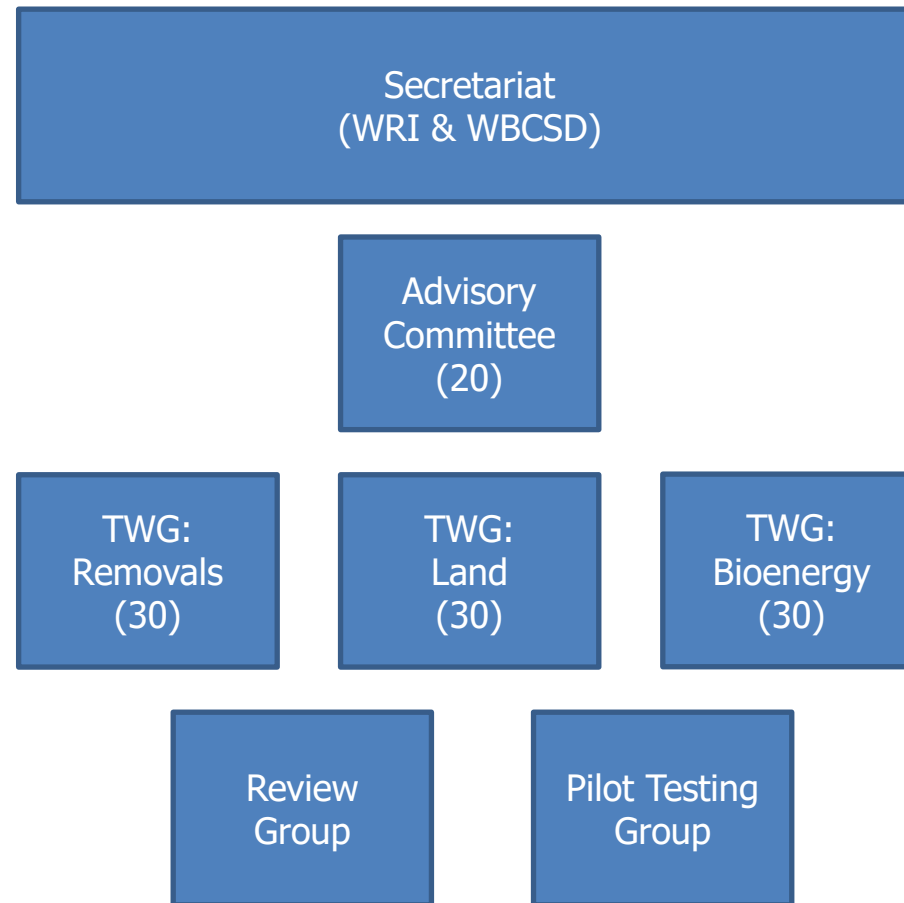 Secretariat
(WRI & WBCSD)
Advisory
Committee
(20)
TWG:
Removals
(30)
TWG:
Land
(30)
TWG:
Bioenergy
(30)
Review
Group
Pilot Testing
Group